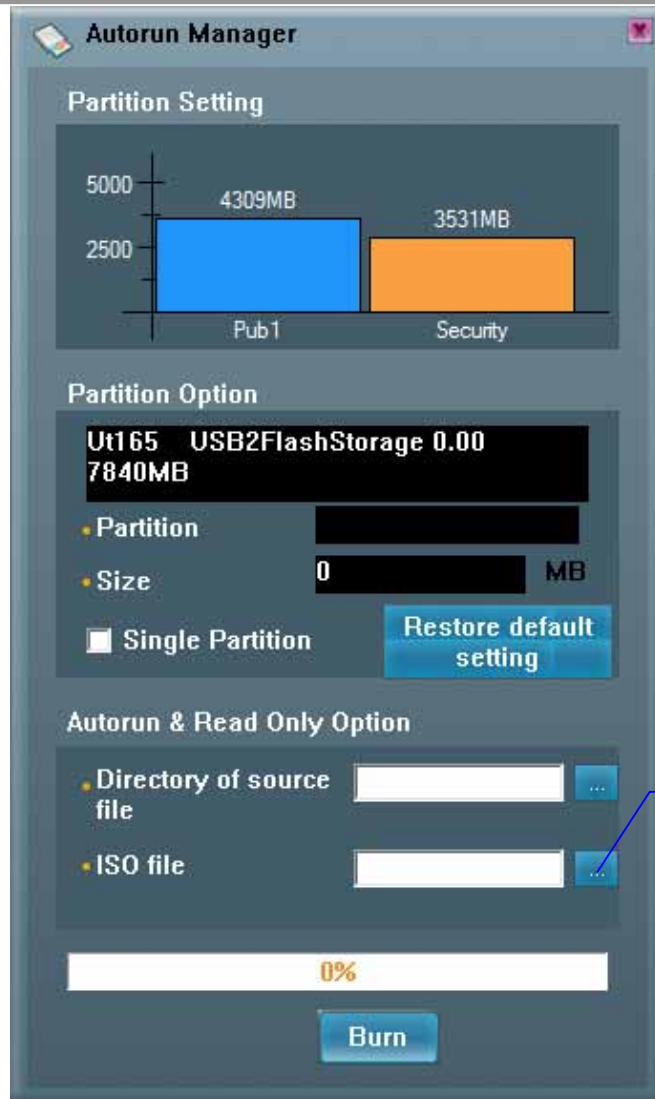 Autorun Manager
Partition Setting
5000
2500
4309MB
3531MB
Pub1
Security
Partition Option
Ut165 USB2FlashStorage 0.00
7840MB
Partition
Size
0
MB
Single Partition
Restore default
setting
Autorun & Read Only Option
Directory of source
file
...
ISO file
...
0%
Burn